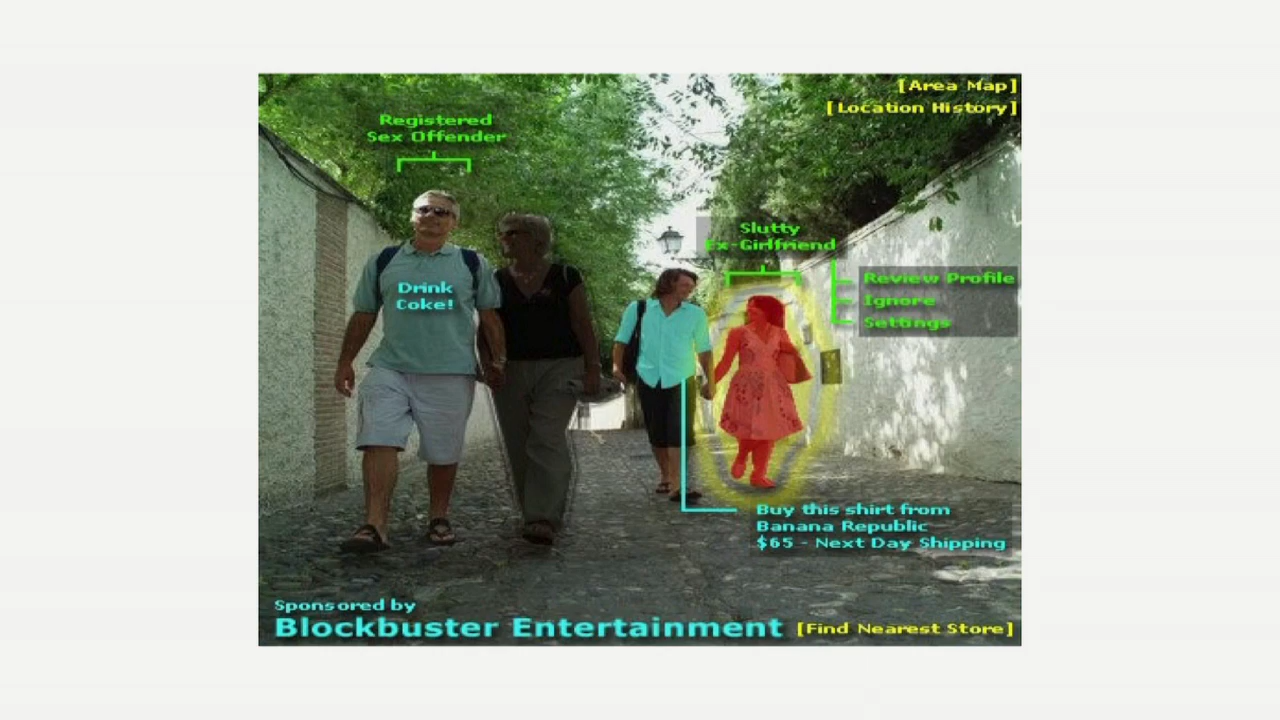 [Area Map]
[Location History]
Registered
Sex Offender
Slutty
Ex-Girlfriend
Review Profile
Ignore
Settings
Drink
Coke!
Buy this shirt from
Banana Republic
$65 - Next Day Shipping
Sponsored by
Blockbuster Entertainment
[Find Nearest Store]